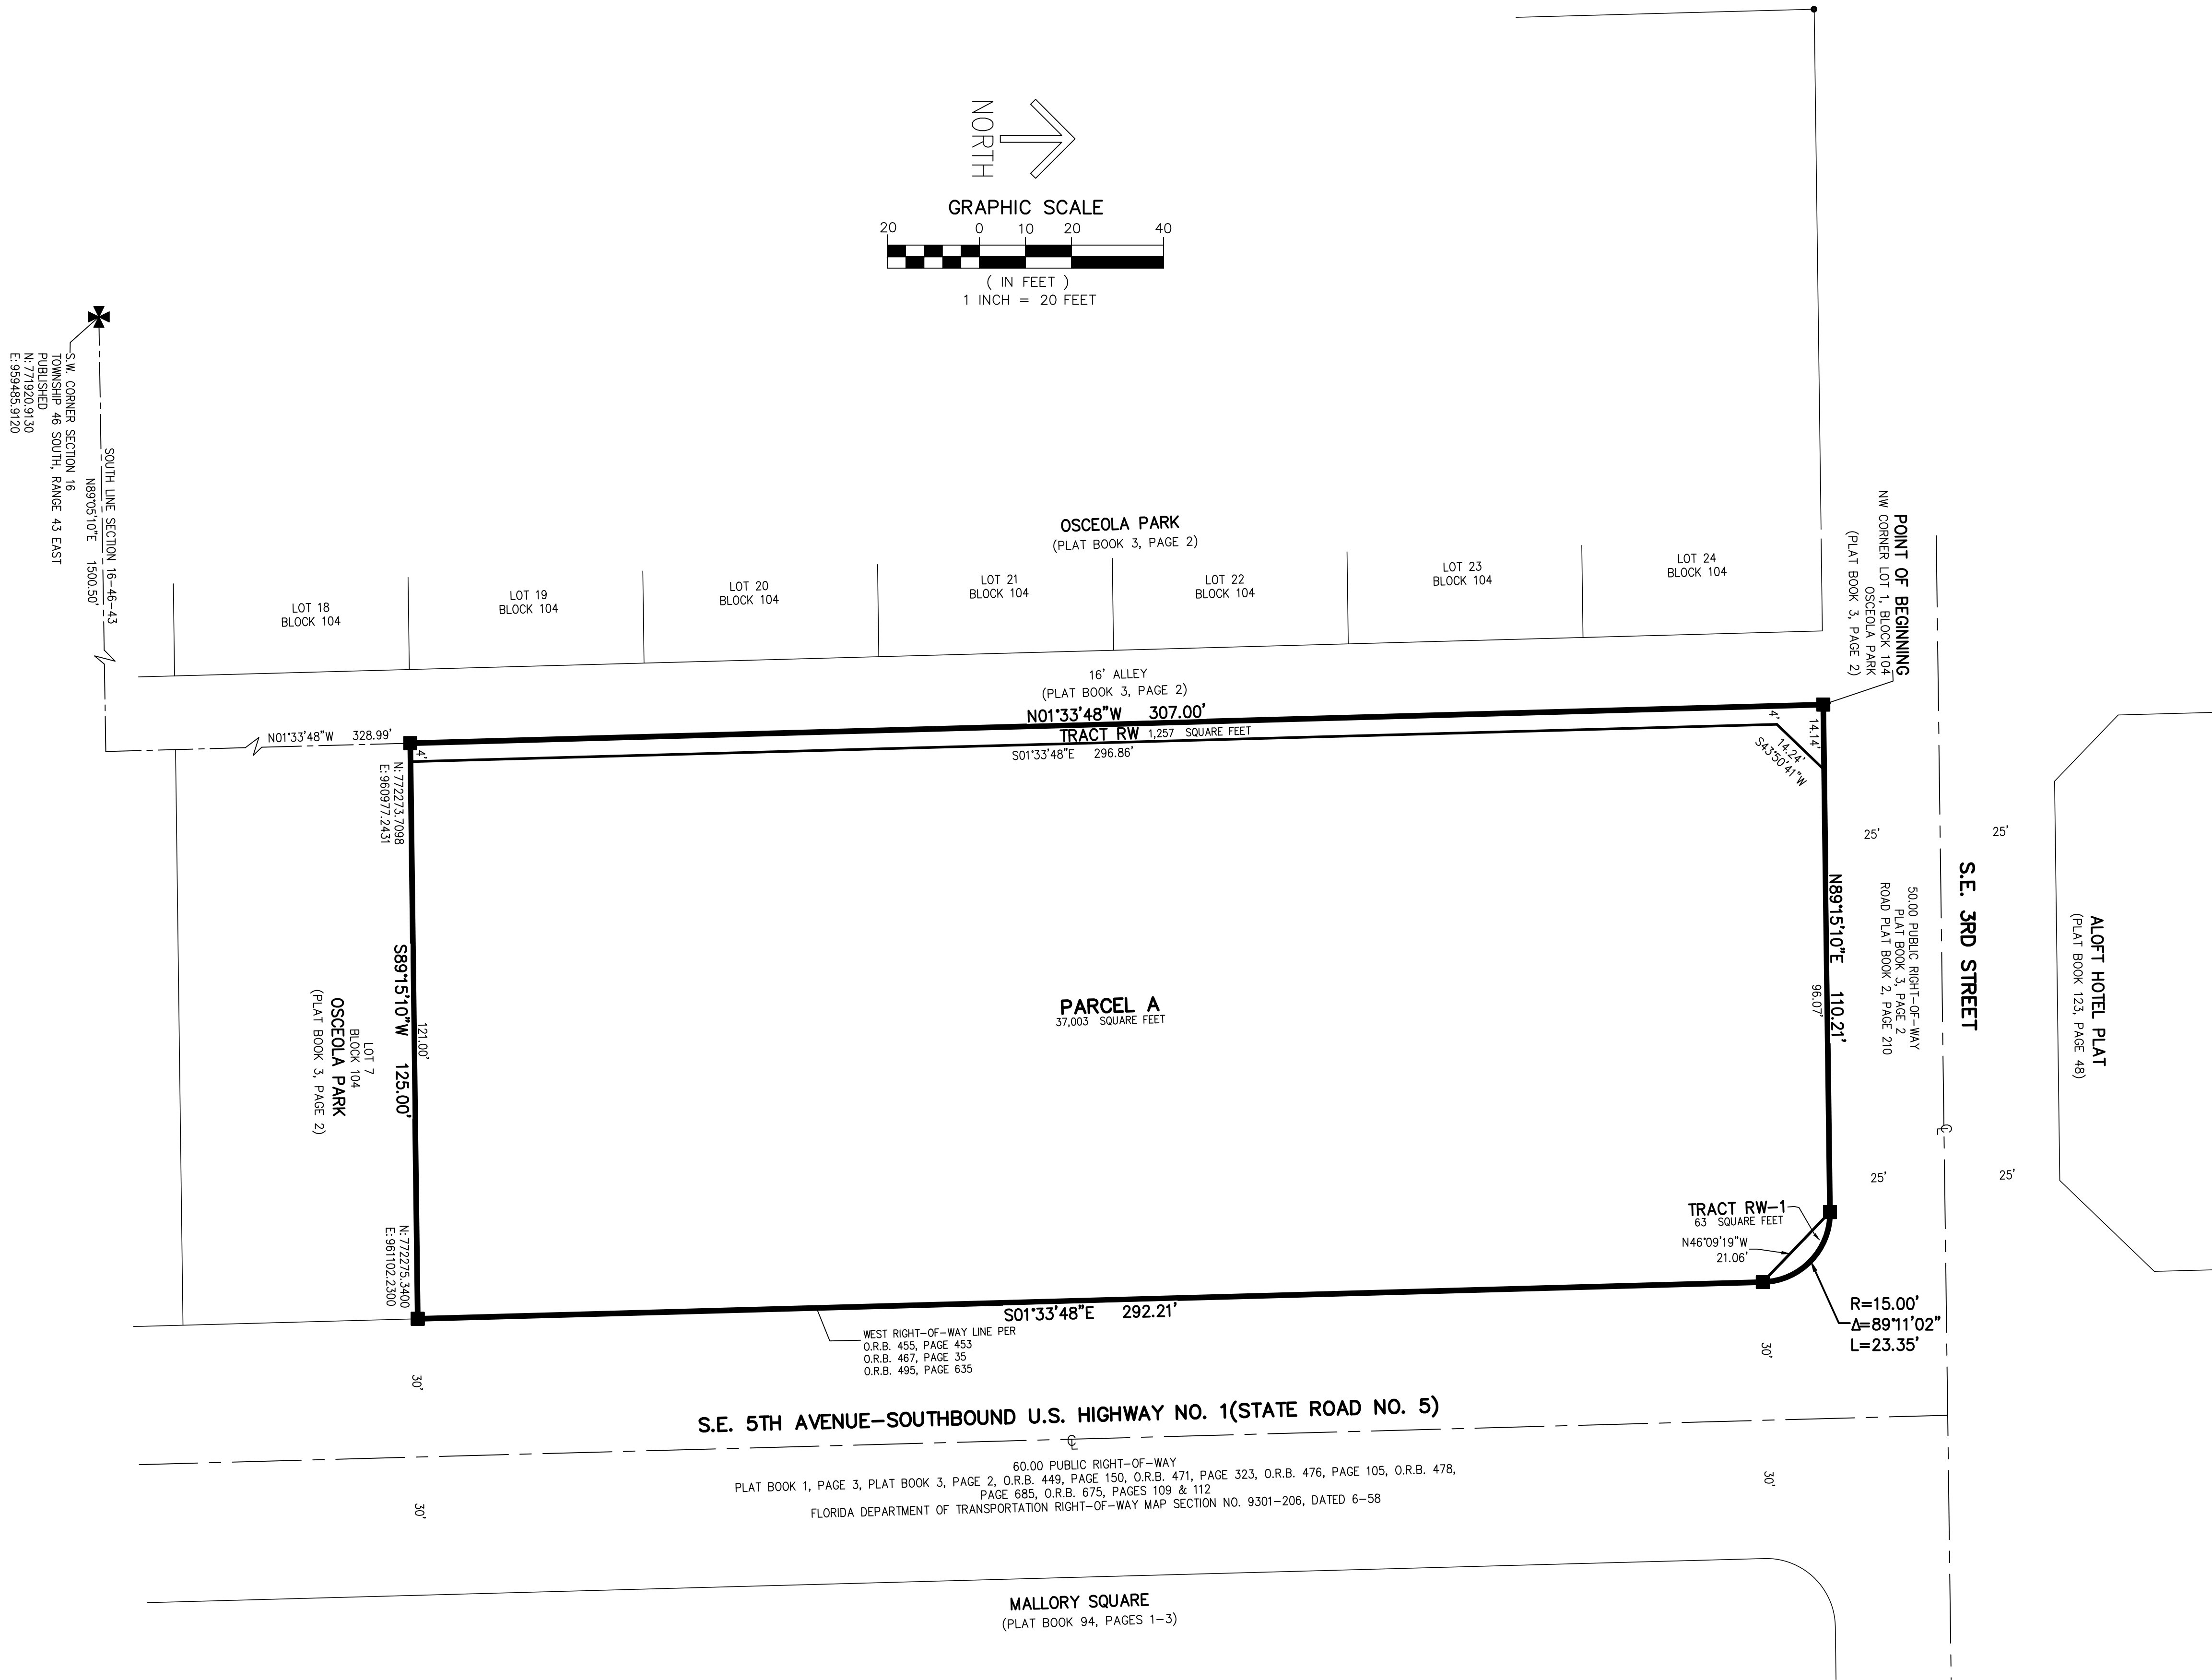 NORTH
GRAPHIC SCALE
20 0 10 20 40
( IN FEET )
1 INCH = 20 FEET
S.W. CORNER SECTION 16
TOWNSHIP 46 SOUTH, RANGE 43 EAST
PUBLISHED
N:771920.9130
E:959485.9120
SOUTH LINE SECTION 16-46-43
N89°05'10"E 1500.50'
N01°33'48"W 328.99'
OSCEOLA PARK
(PLAT BOOK 3, PAGE 2)
LOT 18
BLOCK 104
LOT 19
BLOCK 104
LOT 20
BLOCK 104
LOT 21
BLOCK 104
LOT 22
BLOCK 104
LOT 23
BLOCK 104
LOT 24
BLOCK 104
POINT OF BEGINNING
NW CORNER LOT 1, BLOCK 104
OSCEOLA PARK
(PLAT BOOK 3, PAGE 2)
16' ALLEY
(PLAT BOOK 3, PAGE 2)
N01°33'48"W 307.00'
TRACT RW 1,257 SQUARE FEET
S01°33'48"E 296.86'
4'
4'
14.14'
14.24'
S43°50'41"W
N:772273.7098
E:960977.2431
S89°15'10"W 125.00'
121.00'
LOT 7
BLOCK 104
OSCEOLA PARK
(PLAT BOOK 3, PAGE 2)
N:772275.3400
E:961102.2300
PARCEL A
37,003 SQUARE FEET
N89°15'10"E 110.21'
96.07'
25'
25'
50.00 PUBLIC RIGHT-OF-WAY
PLAT BOOK 3, PAGE 2
ROAD PLAT BOOK 2, PAGE 210
S.E. 3RD STREET
ALOFT HOTEL PLAT
(PLAT BOOK 123, PAGE 48)
CL
25'
25'
TRACT RW-1
63 SQUARE FEET
N46°09'19"W
21.06'
R=15.00'
Δ=89°11'02"
L=23.35'
S01°33'48"E 292.21'
WEST RIGHT-OF-WAY LINE PER
O.R.B. 455, PAGE 453
O.R.B. 467, PAGE 35
O.R.B. 495, PAGE 635
30'
30'
S.E. 5TH AVENUE-SOUTHBOUND U.S. HIGHWAY NO. 1(STATE ROAD NO. 5)
CL
60.00 PUBLIC RIGHT-OF-WAY
PLAT BOOK 1, PAGE 3, PLAT BOOK 3, PAGE 2, O.R.B. 449, PAGE 150, O.R.B. 471, PAGE 323, O.R.B. 476, PAGE 105, O.R.B. 478,
PAGE 685, O.R.B. 675, PAGES 109 & 112
FLORIDA DEPARTMENT OF TRANSPORTATION RIGHT-OF-WAY MAP SECTION NO. 9301-206, DATED 6-58
30'
30'
MALLORY SQUARE
(PLAT BOOK 94, PAGES 1-3)